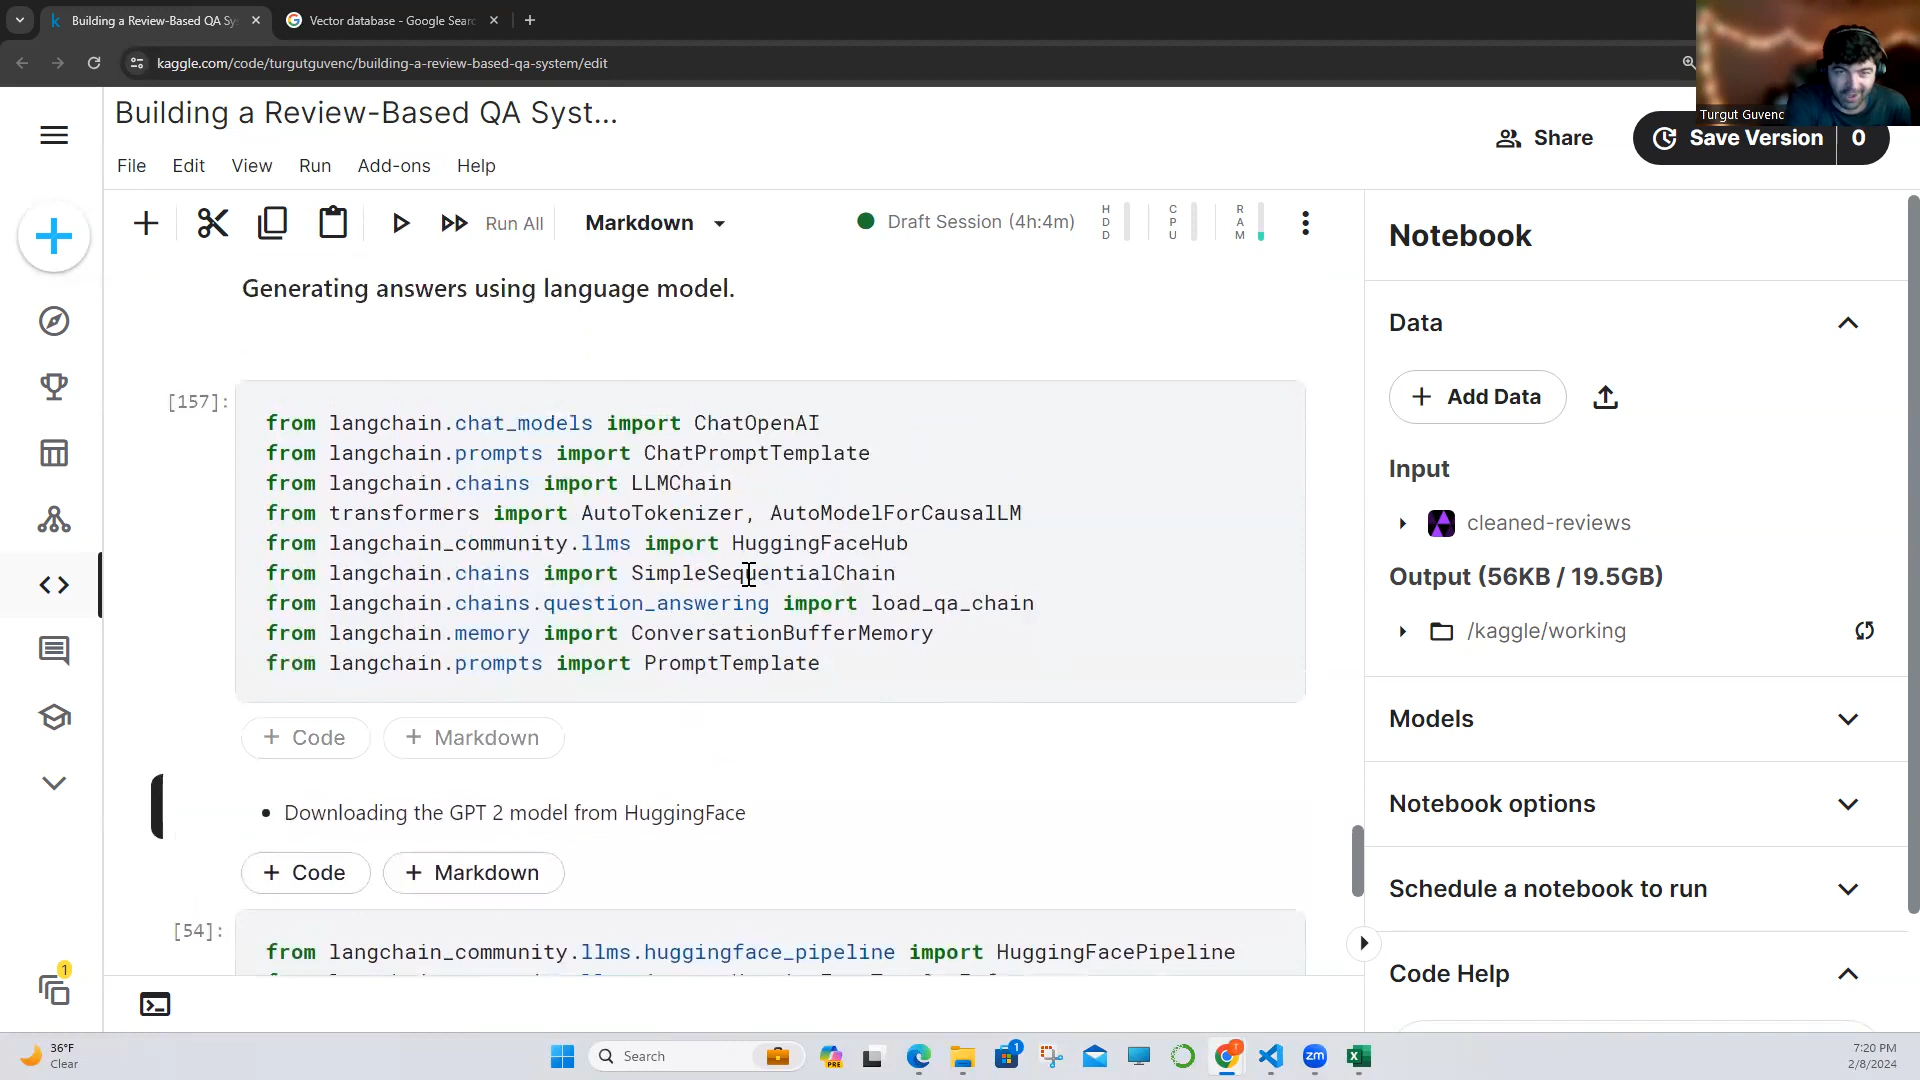 Building a Review-Based QA Sy
Vector database - Google Sear
kaggle.com/code/turgutguvenc/building-a-review-based-qa-system/edit
Turgut Guvenc
Building a Review-Based QA Syst...
Share
Save Version
0
File
Edit
View
Run
Add-ons
Help
Run All
Markdown
Draft Session (4h:4m)
HDD
CPU
RAM
Notebook
Generating answers using language model.
[157]:
from langchain.chat_models import ChatOpenAI
from langchain.prompts import ChatPromptTemplate
from langchain.chains import LLMChain
from transformers import AutoTokenizer, AutoModelForCausalLM
from langchain_community.llms import HuggingFaceHub
from langchain.chains import SimpleSequentialChain
from langchain.chains.question_answering import load_qa_chain
from langchain.memory import ConversationBufferMemory
from langchain.prompts import PromptTemplate
+ Code
+ Markdown
• Downloading the GPT 2 model from HuggingFace
+ Code
+ Markdown
[54]:
from langchain_community.llms.huggingface_pipeline import HuggingFacePipeline
Data
+ Add Data
Input
cleaned-reviews
Output (56KB / 19.5GB)
/kaggle/working
Models
Notebook options
Schedule a notebook to run
Code Help
1
36°F
Clear
Search
PRE
1
T
zm
7:20 PM
2/8/2024